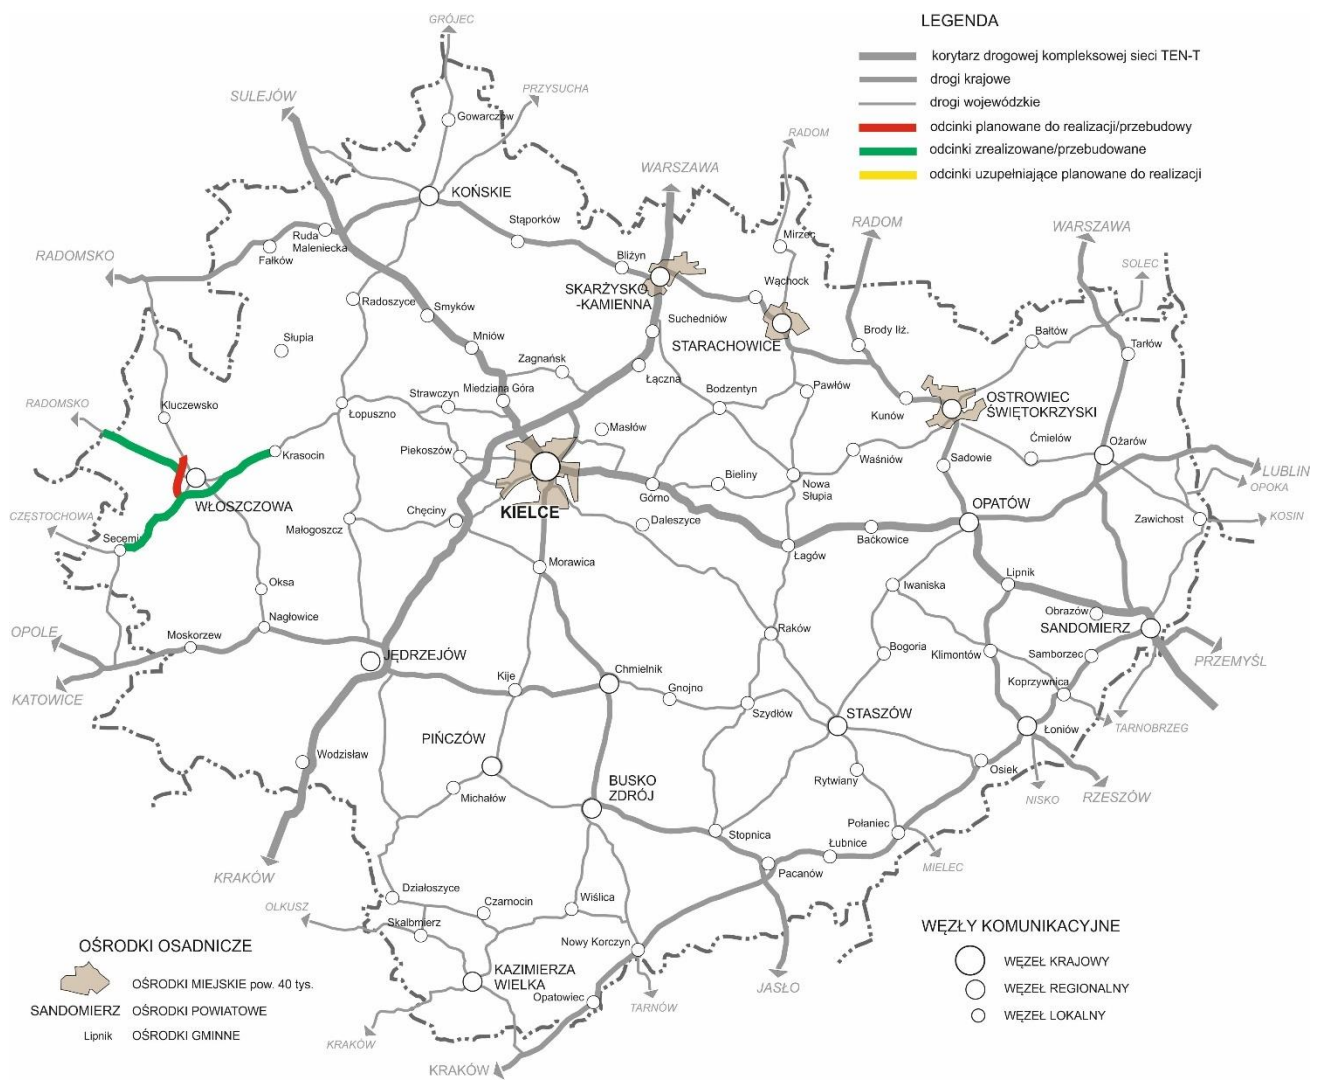 GRÓJEC
LEGENDA
korytarz drogowej kompleksowej sieci TEN-T
drogi krajowe
drogi wojewódzkie
odcinki planowane do realizacji/przebudowy
odcinki zrealizowane/przebudowane
odcinki uzupełniające planowane do realizacji
SULEJÓW
PRZYSUCHA
Gowarczów
RADOM
WARSZAWA
KOŃSKIE
Stąporków
RADOM
WARSZAWA
Ruda
Maleniecka
Fałków
RADOMSKO
Bliżyn
Mirzec
SOLEC
SKARŻYSKO
-KAMIENNA
Wąchock
Radoszyce
Smyków
Suchedniów
STARACHOWICE
Brody Iłż.
Bałtów
Tarłów
Słupia
Mniów
Zagnańsk
Łączna
Strawczyn
Miedziana Góra
Bodzentyn
Pawłów
Kunów
OSTROWIEC
ŚWIĘTOKRZYSKI
RADOMSKO
Kluczewsko
Łopuszno
Masłów
Ćmielów
Ożarów
Krasocin
Piekoszów
Waśniów
Sadowie
LUBLIN
OPOKA
WŁOSZCZOWA
Bieliny
Nowa
Słupia
Górno
KIELCE
Chęciny
Daleszyce
OPATÓW
Zawichost
KOSIN
CZĘSTOCHOWA
Secemin
Małogoszcz
Łagów
Baćkowice
Morawica
Oksa
Iwaniska
Lipnik
Nagłowice
Obrazów
SANDOMIERZ
OPOLE
Moskorzew
Raków
Bogoria
Klimontów
Samborzec
PRZEMYŚL
JĘDRZEJÓW
Chmielnik
Kije
Gnojno
Koprzywnica
KATOWICE
Szydłów
STASZÓW
Łoniów
TARNOBRZEG
PIŃCZÓW
Wodzisław
Osiek
Rytwiany
BUSKO
ZDRÓJ
Michałów
NISKO
RZESZÓW
Stopnica
Połaniec
Łubnice
MIELEC
KRAKÓW
Pacanów
Działoszyce
Czarnocin
Wiślica
OLKUSZ
Skalbmierz
Nowy Korczyn
OŚRODKI OSADNICZE
OŚRODKI MIEJSKIE pow. 40 tys.
SANDOMIERZ OŚRODKI POWIATOWE
Lipnik OŚRODKI GMINNE
KAZIMIERZA
WIELKA
Opatowiec
TARNÓW
JASŁO
KRAKÓW
KRAKÓW
WĘZŁY KOMUNIKACYJNE
WĘZEŁ KRAJOWY
WĘZEŁ REGIONALNY
WĘZEŁ LOKALNY